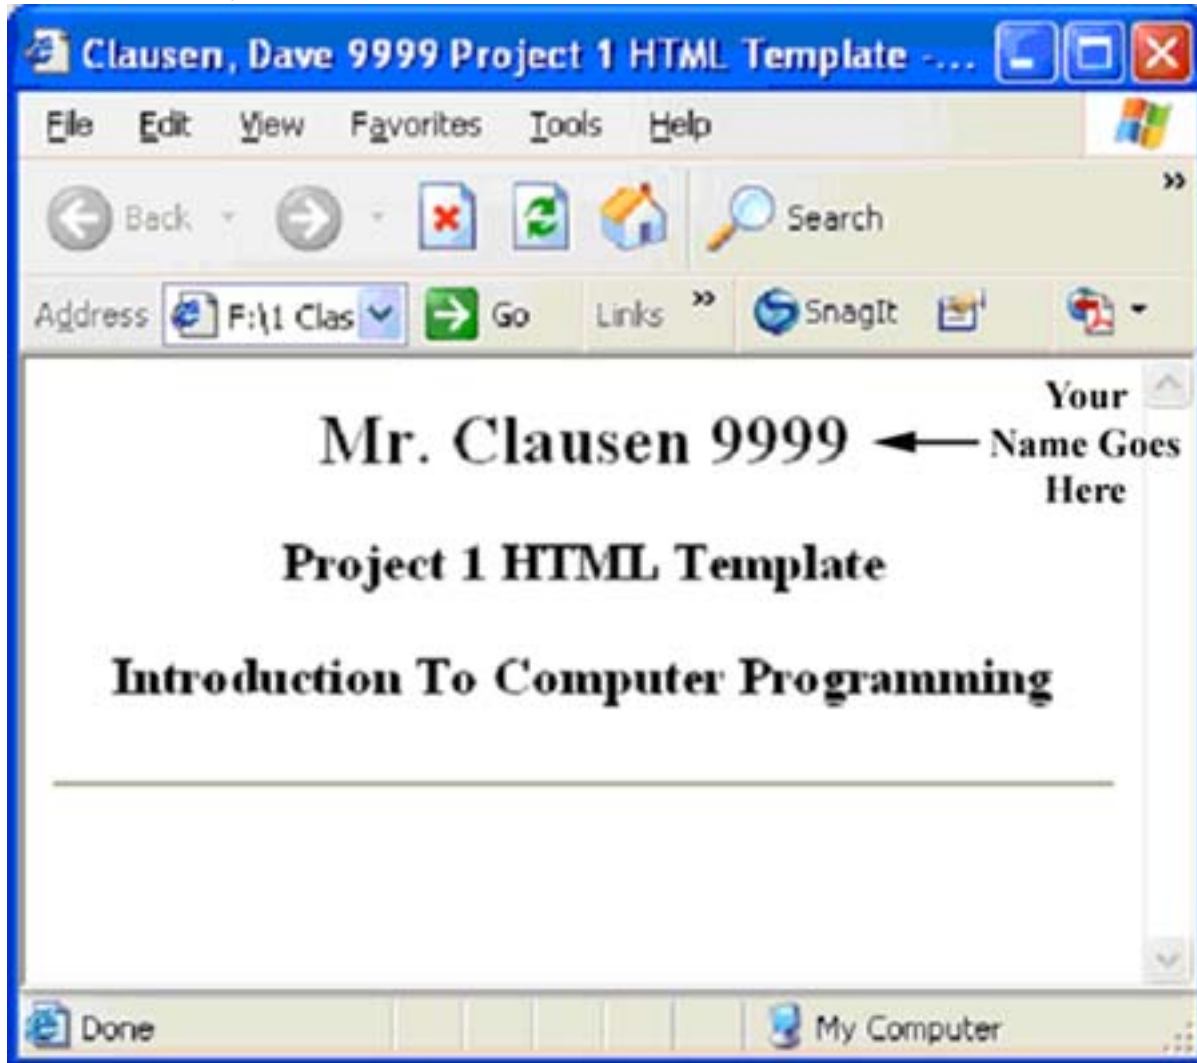 Clausen, Dave 9999 Project 1 HTML Template -...
File Edit View Favorites Tools Help
Back Search »
Address F:\1 Clas Go Links » SnagIt
Mr. Clausen 9999
Your
Name Goes
Here
Project 1 HTML Template
Introduction To Computer Programming
Done My Computer